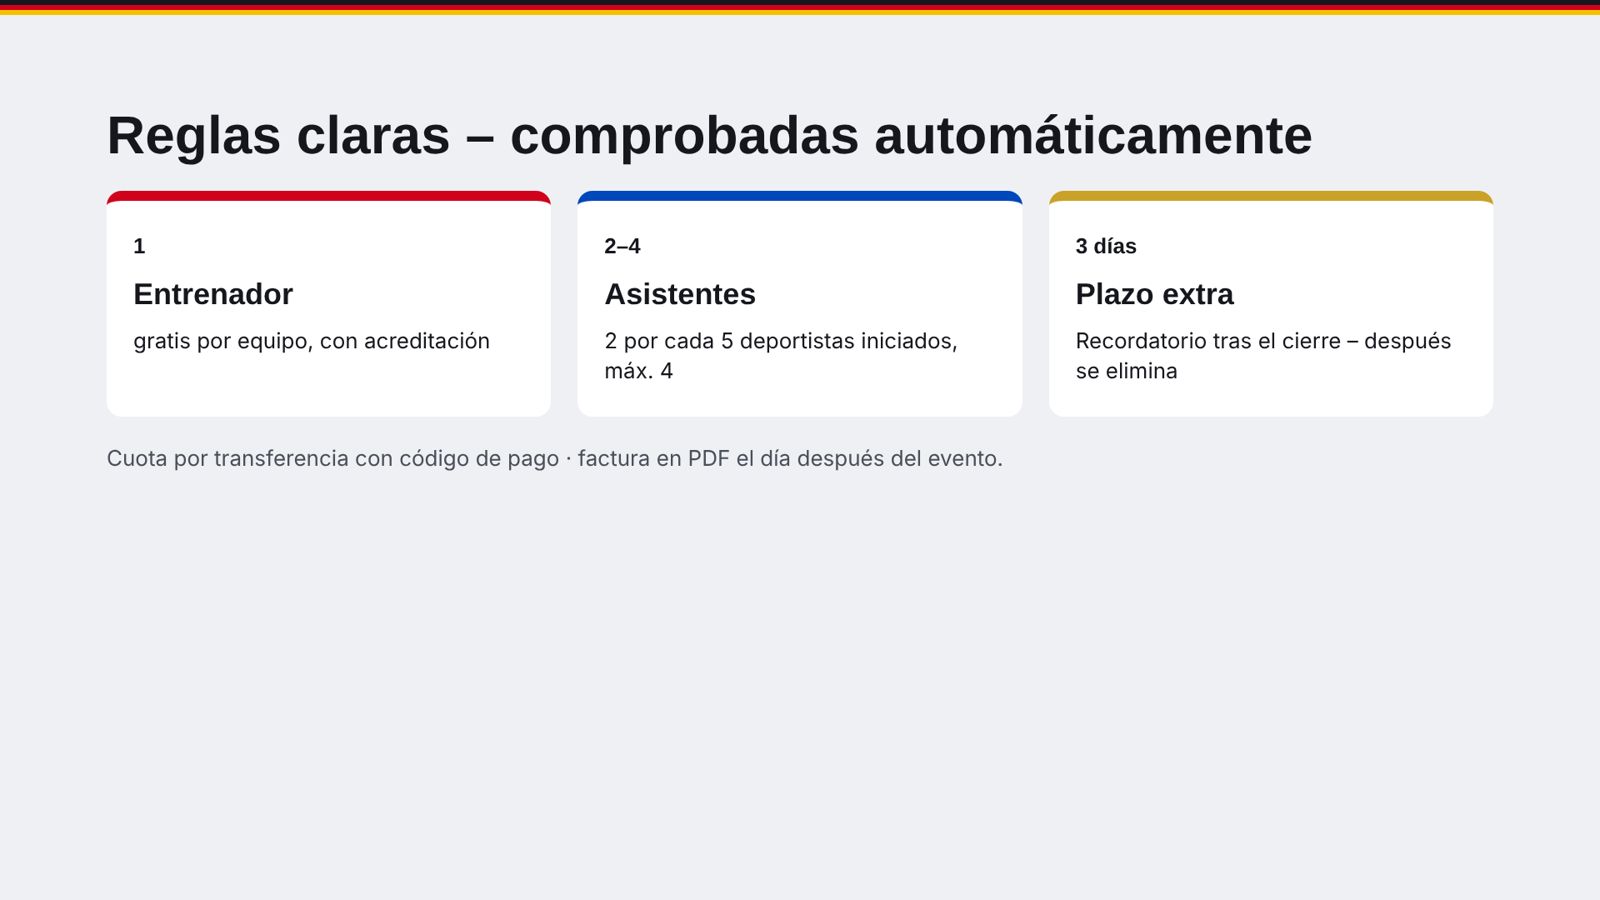 Reglas claras – comprobadas automáticamente
1
Entrenador
gratis por equipo, con acreditación
2–4
Asistentes
2 por cada 5 deportistas iniciados,
máx. 4
3 días
Plazo extra
Recordatorio tras el cierre – después
se elimina
Cuota por transferencia con código de pago · factura en PDF el día después del evento.